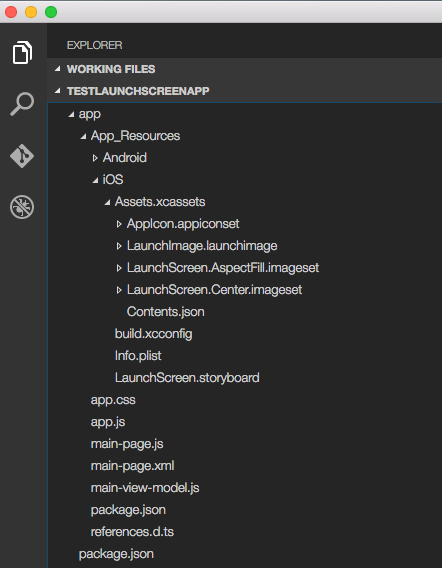 EXPLORER
WORKING FILES
TESTLAUNCHSCREENAPP
app
App_Resources
Android
iOS
Assets.xcassets
AppIcon.appiconset
LaunchImage.launchimage
LaunchScreen.AspectFill.imageset
LaunchScreen.Center.imageset
Contents.json
build.xcconfig
Info.plist
LaunchScreen.storyboard
app.css
app.js
main-page.js
main-page.xml
main-view-model.js
package.json
references.d.ts
package.json